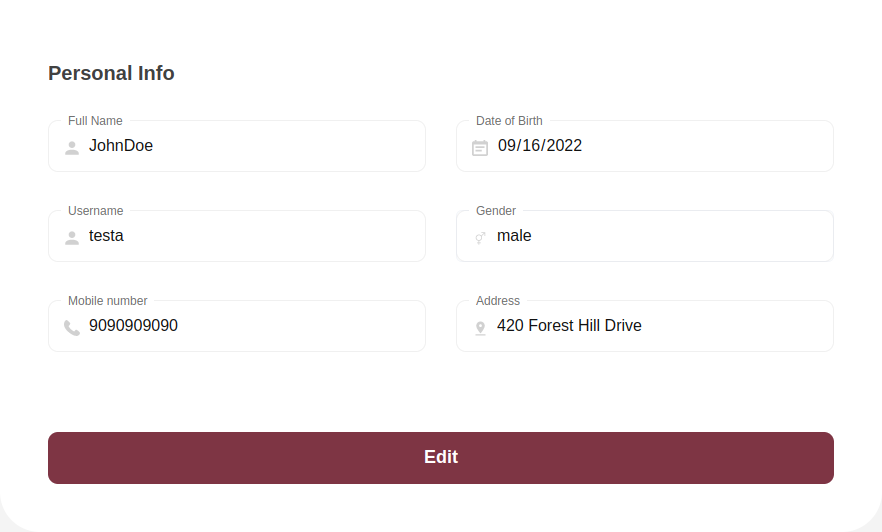 Personal Info
Full Name
JohnDoe
Date of Birth
09/16/2022
Username
testa
Gender
male
Mobile number
9090909090
Address
420 Forest Hill Drive
Edit